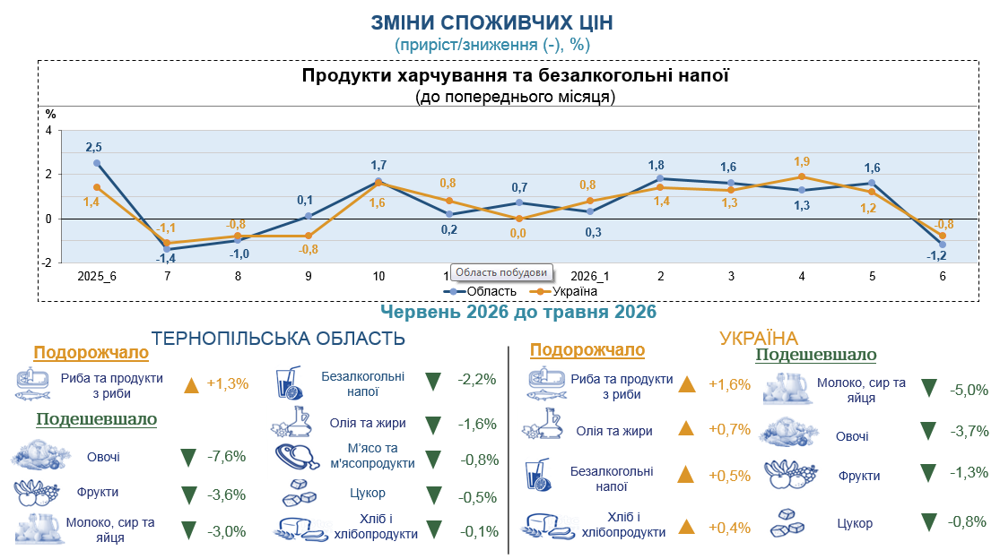 ЗМІНИ СПОЖИВЧИХ ЦІН
(приріст/зниження (-), %)
Продукти харчування та безалкогольні напої
(до попереднього місяця)
%
4
2
0
-2
2,5
1,4
-1,1
-1,4
-0,8
-1,0
0,1
-0,8
1,7
1,6
0,8
0,2
0,7
0,0
0,8
0,3
1,8
1,4
1,6
1,3
1,9
1,3
1,6
1,2
-0,8
-1,2
2025_6 7 8 9 10 1 2026_1 2 3 4 5 6
Область побудови
Область Україна
Червень 2026 до травня 2026
ТЕРНОПІЛЬСЬКА ОБЛАСТЬ
Подорожчало
Риба та продукти
з риби
+1,3%
Подешевшало
Овочі
-7,6%
Фрукти
-3,6%
Молоко, сир та
яйця
-3,0%
Безалкогольні
напої
-2,2%
Олія та жири
-1,6%
М’ясо та
м'ясопродукти
-0,8%
Цукор
-0,5%
Хліб і
хлібопродукти
-0,1%
УКРАЇНА
Подорожчало
Риба та продукти
з риби
+1,6%
Олія та жири
+0,7%
Безалкогольні
напої
+0,5%
Хліб і
хлібопродукти
+0,4%
Подешевшало
Молоко, сир та
яйця
-5,0%
Овочі
-3,7%
Фрукти
-1,3%
Цукор
-0,8%